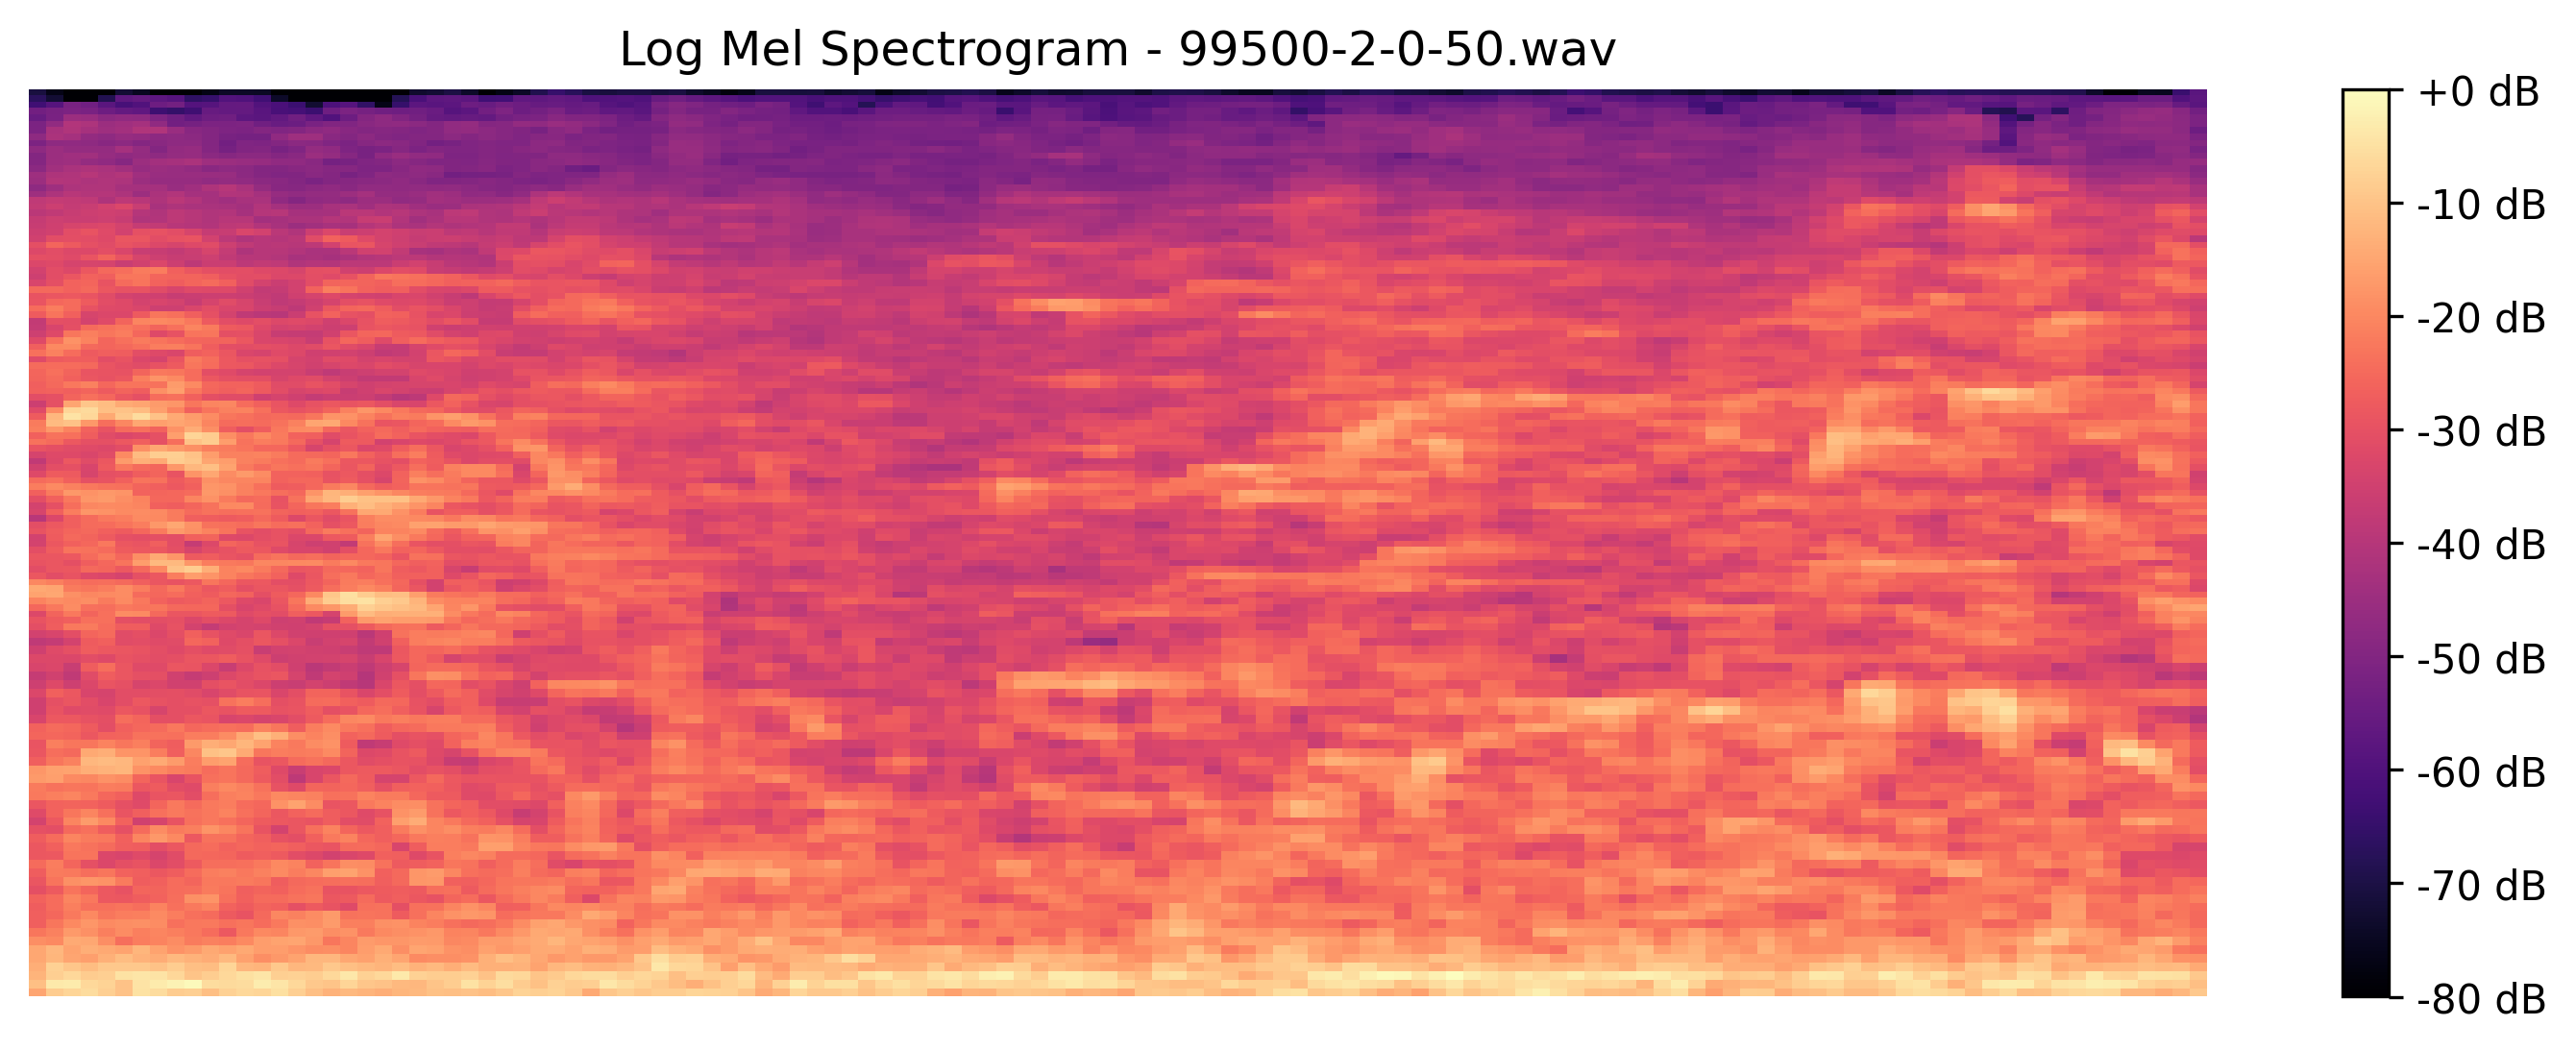 Log Mel Spectrogram - 99500-2-0-50.wav
+0 dB
-10 dB
-20 dB
-30 dB
-40 dB
-50 dB
-60 dB
-70 dB
-80 dB